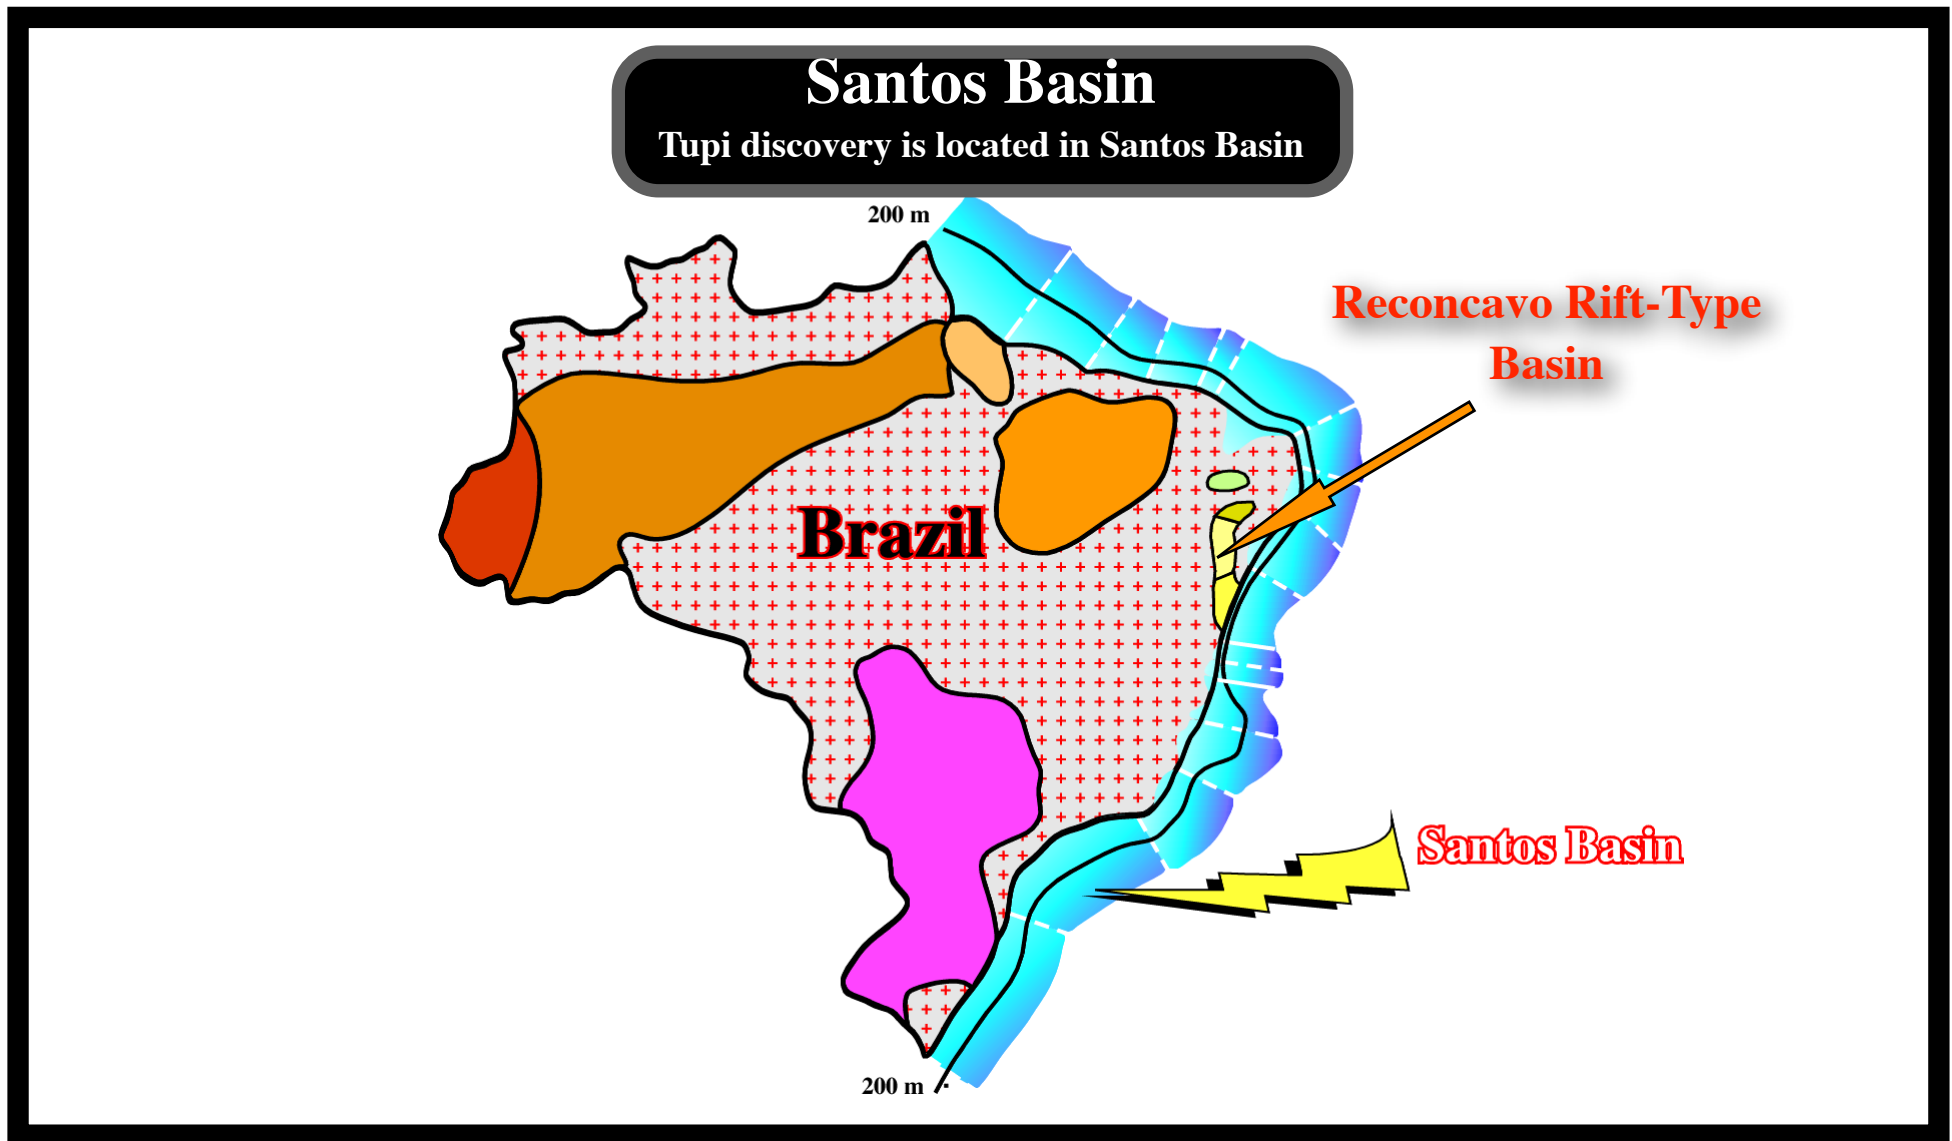 Santos Basin
Tupi discovery is located in Santos Basin
200 m
Reconcavo Rift-Type
Basin
Brazil
Santos Basin
200 m